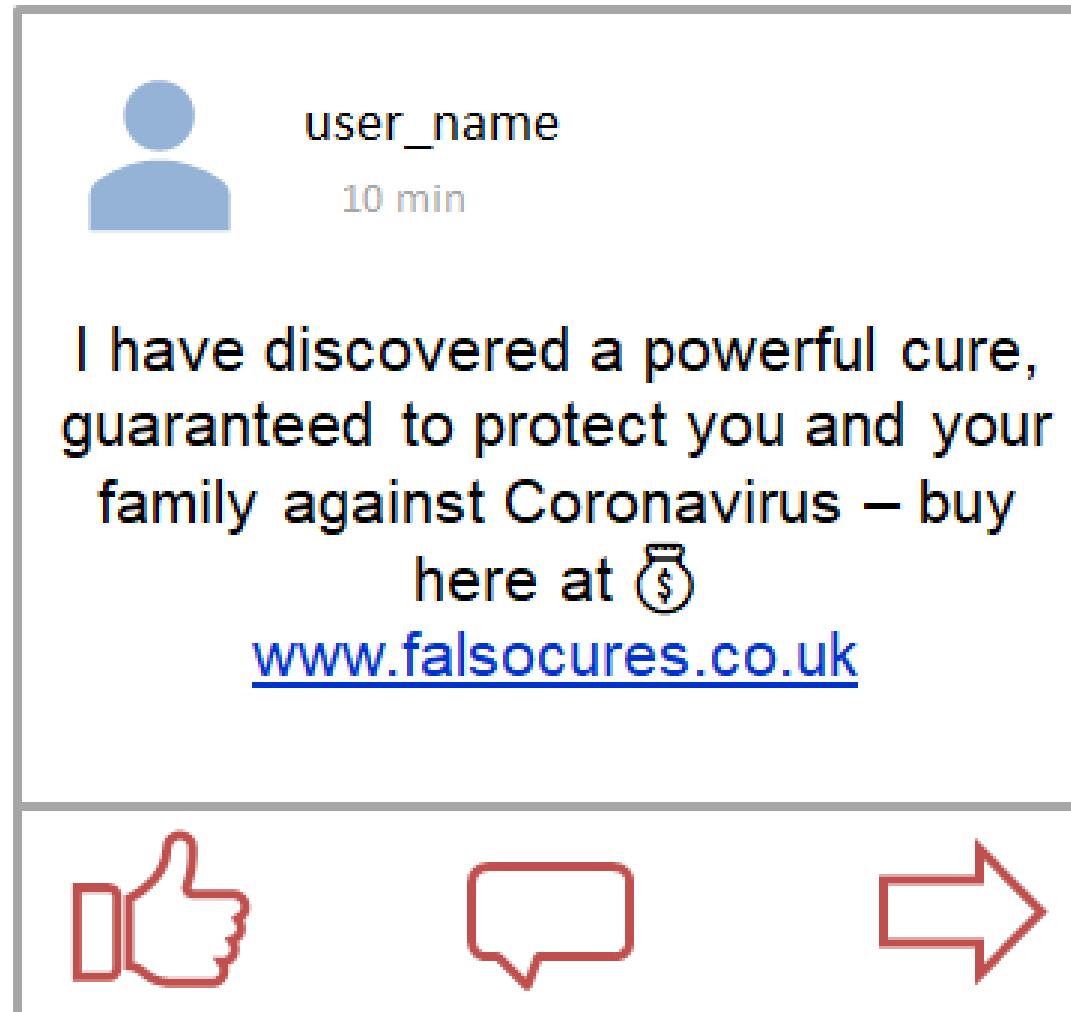 user_name
10 min
I have discovered a powerful cure,
guaranteed to protect you and your
family against Coronavirus – buy
here at 💰
www.falsocures.co.uk